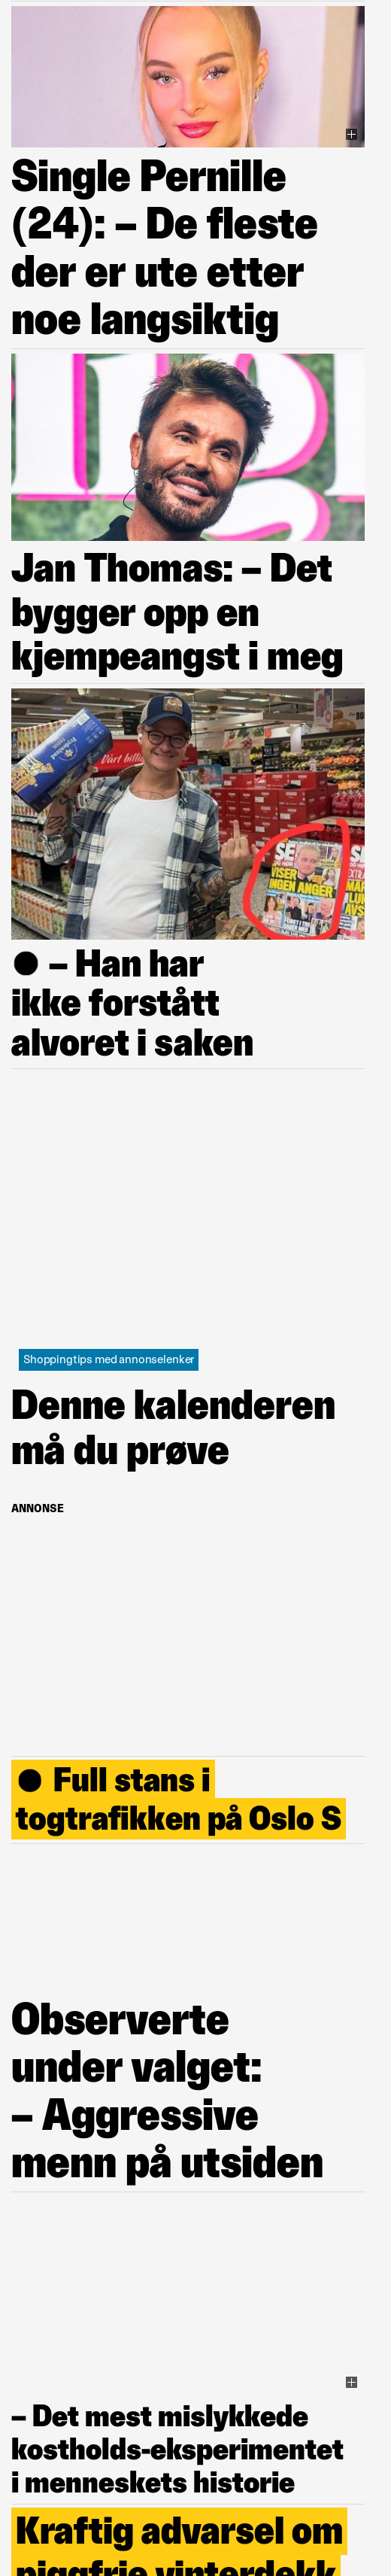 Single Pernille
(24): – De fleste
der er ute etter
noe langsiktig
Jan Thomas: – Det
bygger opp en
kjempeangst i meg
Vårt billig
SE
VISER
INGEN ANGER
● – Han har
ikke forstått
alvoret i saken
Shoppingtips med annonselenker
Denne kalenderen
må du prøve
ANNONSE
● Full stans i
togtrafikken på Oslo S
Observerte
under valget:
– Aggressive
menn på utsiden
– Det mest mislykkede
kostholds-eksperimentet
i menneskets historie
Kraftig advarsel om
piggfrie vinterdekk